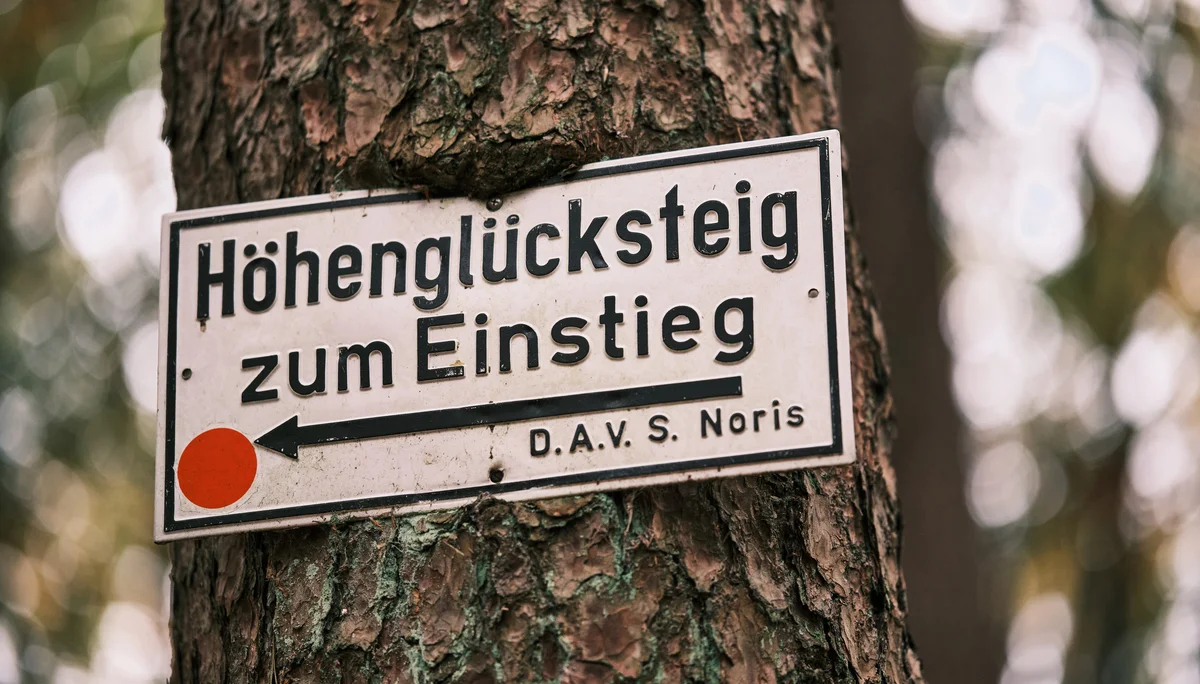 Höhenglücksteig
zum Einstieg
D.A.V. S. Noris